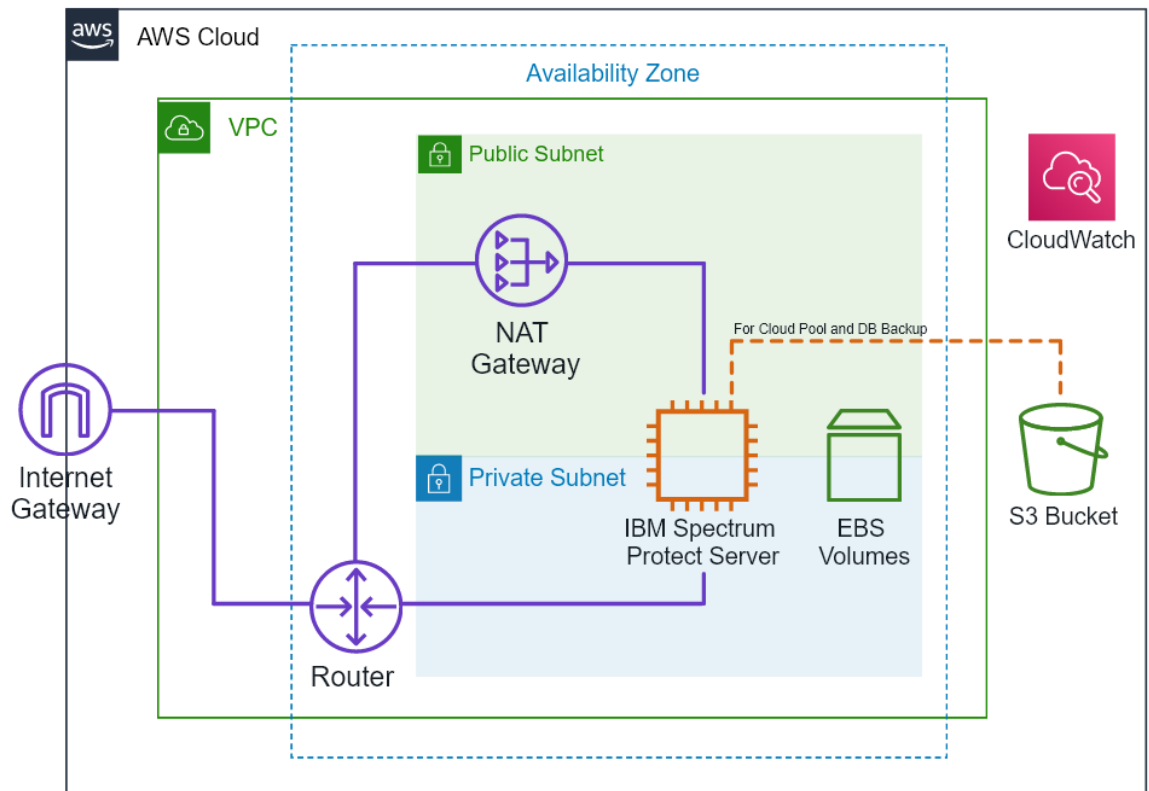 aws
AWS Cloud
Availability Zone
VPC
Public Subnet
CloudWatch
NAT
Gateway
For Cloud Pool and DB Backup
Internet
Gateway
Private Subnet
IBM Spectrum
Protect Server
EBS
Volumes
S3 Bucket
Router